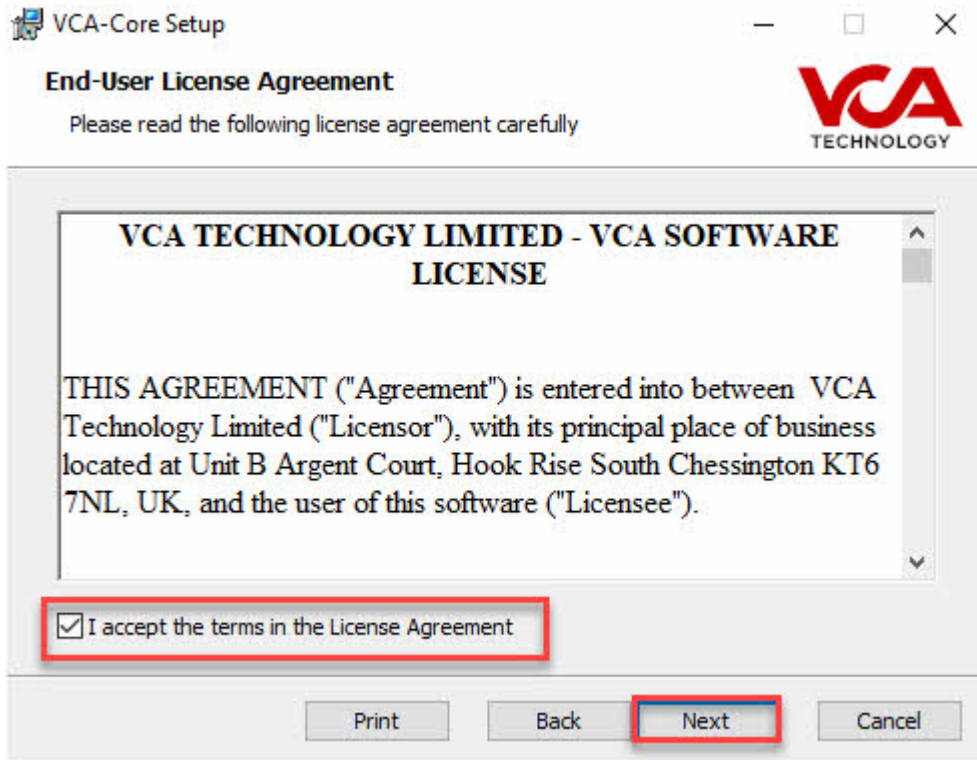 VCA-Core Setup
End-User License Agreement
Please read the following license agreement carefully
VCA
TECHNOLOGY
VCA TECHNOLOGY LIMITED - VCA SOFTWARE
LICENSE
THIS AGREEMENT ("Agreement") is entered into between  VCA
Technology Limited ("Licensor"), with its principal place of business
located at Unit B Argent Court, Hook Rise South Chessington KT6
7NL, UK, and the user of this software ("Licensee").
I accept the terms in the License Agreement
Print Back Next Cancel